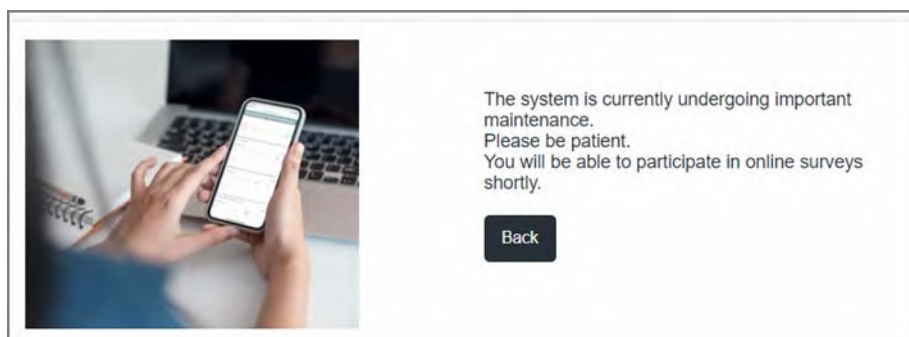 The system is currently undergoing important
maintenance.
Please be patient.
You will be able to participate in online surveys
shortly.
Back